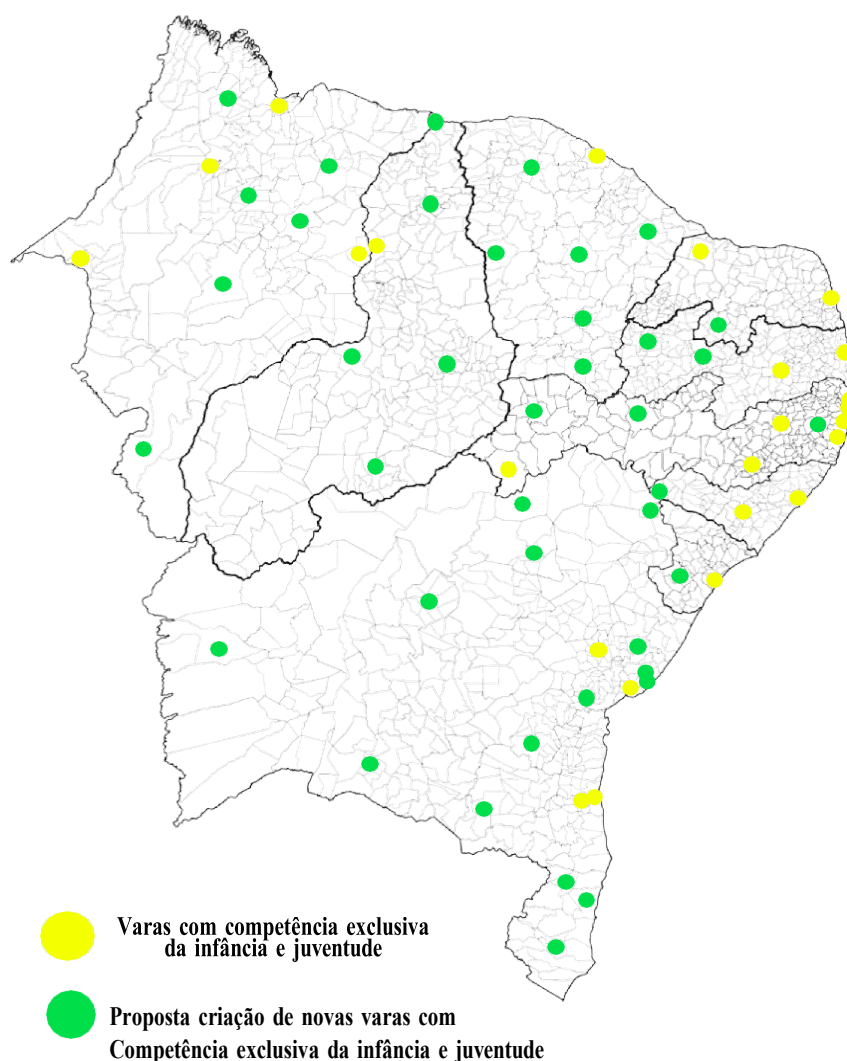 Varas com competência exclusiva
da infância e juventude
Proposta criação de novas varas com
Competência exclusiva da infância e juventude